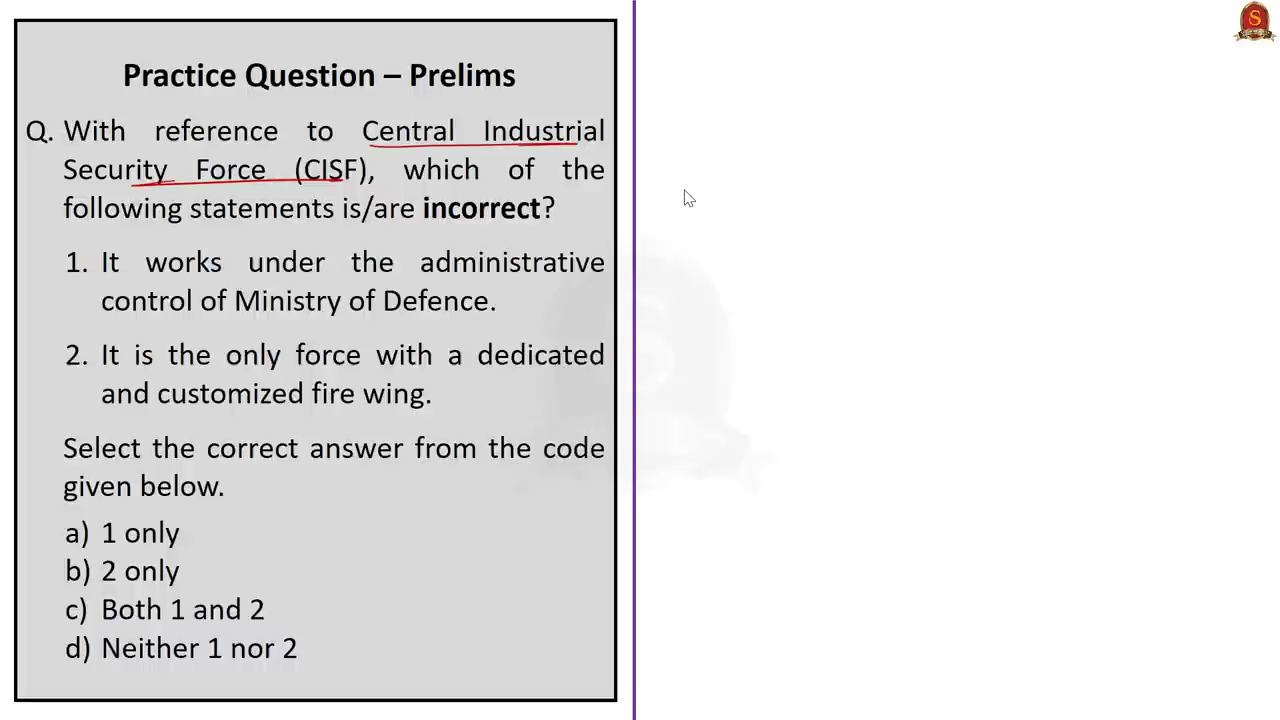 Practice Question – Prelims
Q. With reference to Central Industrial
Security Force (CISF), which of the
following statements is/are incorrect?
1. It works under the administrative
control of Ministry of Defence.
2. It is the only force with a dedicated
and customized fire wing.
Select the correct answer from the code
given below.
a) 1 only
b) 2 only
c) Both 1 and 2
d) Neither 1 nor 2
S